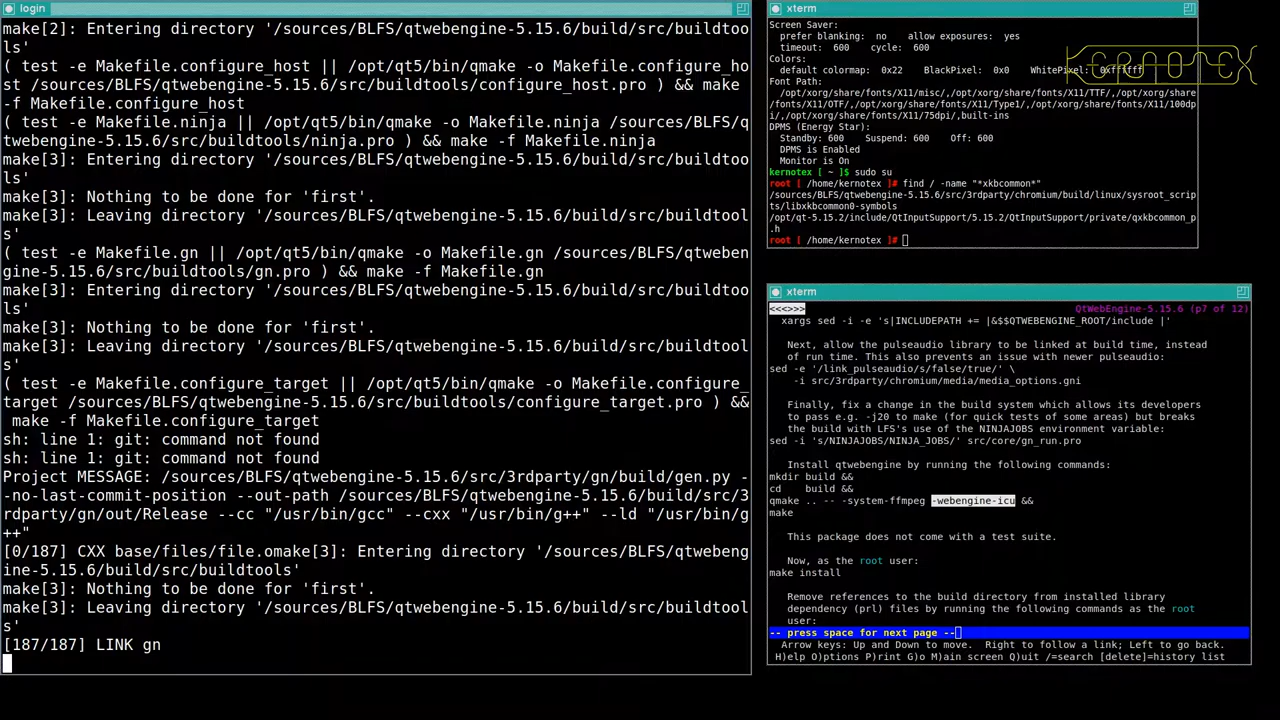 login
make[2]: Entering directory '/sources/BLFS/qtwebengine-5.15.6/build/src/buildtoo
ls'
( test -e Makefile.configure_host || /opt/qt5/bin/qmake -o Makefile.configure_ho
st /sources/BLFS/qtwebengine-5.15.6/src/buildtools/configure_host.pro ) && make
-f Makefile.configure_host
( test -e Makefile.ninja || /opt/qt5/bin/qmake -o Makefile.ninja /sources/BLFS/q
twebengine-5.15.6/src/buildtools/ninja.pro ) && make -f Makefile.ninja
make[3]: Entering directory '/sources/BLFS/qtwebengine-5.15.6/build/src/buildtoo
ls'
make[3]: Nothing to be done for 'first'.
make[3]: Leaving directory '/sources/BLFS/qtwebengine-5.15.6/build/src/buildtool
s'
( test -e Makefile.gn || /opt/qt5/bin/qmake -o Makefile.gn /sources/BLFS/qtweben
gine-5.15.6/src/buildtools/gn.pro ) && make -f Makefile.gn
make[3]: Entering directory '/sources/BLFS/qtwebengine-5.15.6/build/src/buildtoo
ls'
make[3]: Nothing to be done for 'first'.
make[3]: Leaving directory '/sources/BLFS/qtwebengine-5.15.6/build/src/buildtool
s'
( test -e Makefile.configure_target || /opt/qt5/bin/qmake -o Makefile.configure_
target /sources/BLFS/qtwebengine-5.15.6/src/buildtools/configure_target.pro ) &&
 make -f Makefile.configure_target
sh: line 1: git: command not found
sh: line 1: git: command not found
Project MESSAGE: /sources/BLFS/qtwebengine-5.15.6/src/3rdparty/gn/build/gen.py -
-no-last-commit-position --out-path /sources/BLFS/qtwebengine-5.15.6/build/src/3
rdparty/gn/out/Release --cc "/usr/bin/gcc" --cxx "/usr/bin/g++" --ld "/usr/bin/g
++"
[0/187] CXX base/files/file.omake[3]: Entering directory '/sources/BLFS/qtwebeng
ine-5.15.6/build/src/buildtools'
make[3]: Nothing to be done for 'first'.
make[3]: Leaving directory '/sources/BLFS/qtwebengine-5.15.6/build/src/buildtool
s'
[187/187] LINK gn
xterm
Screen Saver:
prefer blanking:  no    allow exposures:  yes
timeout:  600    cycle:  600
Colors:
default colormap:  0x22    BlackPixel:  0x0    WhitePixel:  0xffffff
KERNOTEX
Font Path:
/opt/xorg/share/fonts/X11/misc/,/opt/xorg/share/fonts/X11/TTF/,/opt/xorg/share/
fonts/X11/OTF/,/opt/xorg/share/fonts/X11/Type1/,/opt/xorg/share/fonts/X11/100dp
i/,/opt/xorg/share/fonts/X11/75dpi/,built-ins
DPMS (Energy Star):
Standby: 600    Suspend: 600    Off: 600
DPMS is Enabled
Monitor is On
kernotex [ ~ ]$ sudo su
root [ /home/kernotex ]# find / -name "*xkbcommon*"
/sources/BLFS/qtwebengine-5.15.6/src/3rdparty/chromium/build/linux/sysroot_scrip
ts/libxkbcommon0-symbols
/opt/qt-5.15.2/include/QtInputSupport/5.15.2/QtInputSupport/private/qxkbcommon_p
.h
root [ /home/kernotex ]#
xterm
<<<>>> QtWebEngine-5.15.6 (p7 of 12)
xargs sed -i -e 's|INCLUDEPATH += |&$$QTWEBENGINE_ROOT/include |'
Next, allow the pulseaudio library to be linked at build time, instead
of run time. This also prevents an issue with newer pulseaudio:
sed -e '/link_pulseaudio/s/false/true/' \
-i src/3rdparty/chromium/media/media_options.gni
Finally, fix a change in the build system which allows its developers
to pass e.g. -j20 to make (for quick tests of some areas) but breaks
the build with LFS's use of the NINJAJOBS environment variable:
sed -i 's/NINJAJOBS/NINJA_JOBS/' src/core/gn_run.pro
Install qtwebengine by running the following commands:
mkdir build &&
cd    build &&
qmake .. -- -system-ffmpeg -webengine-icu &&
make
This package does not come with a test suite.
Now, as the root user:
make install
Remove references to the build directory from installed library
dependency (prl) files by running the following commands as the root
user:
-- press space for next page --
Arrow keys: Up and Down to move.  Right to follow a link; Left to go back.
H)elp O)ptions P)rint G)o M)ain screen Q)uit /=search [delete]=history list